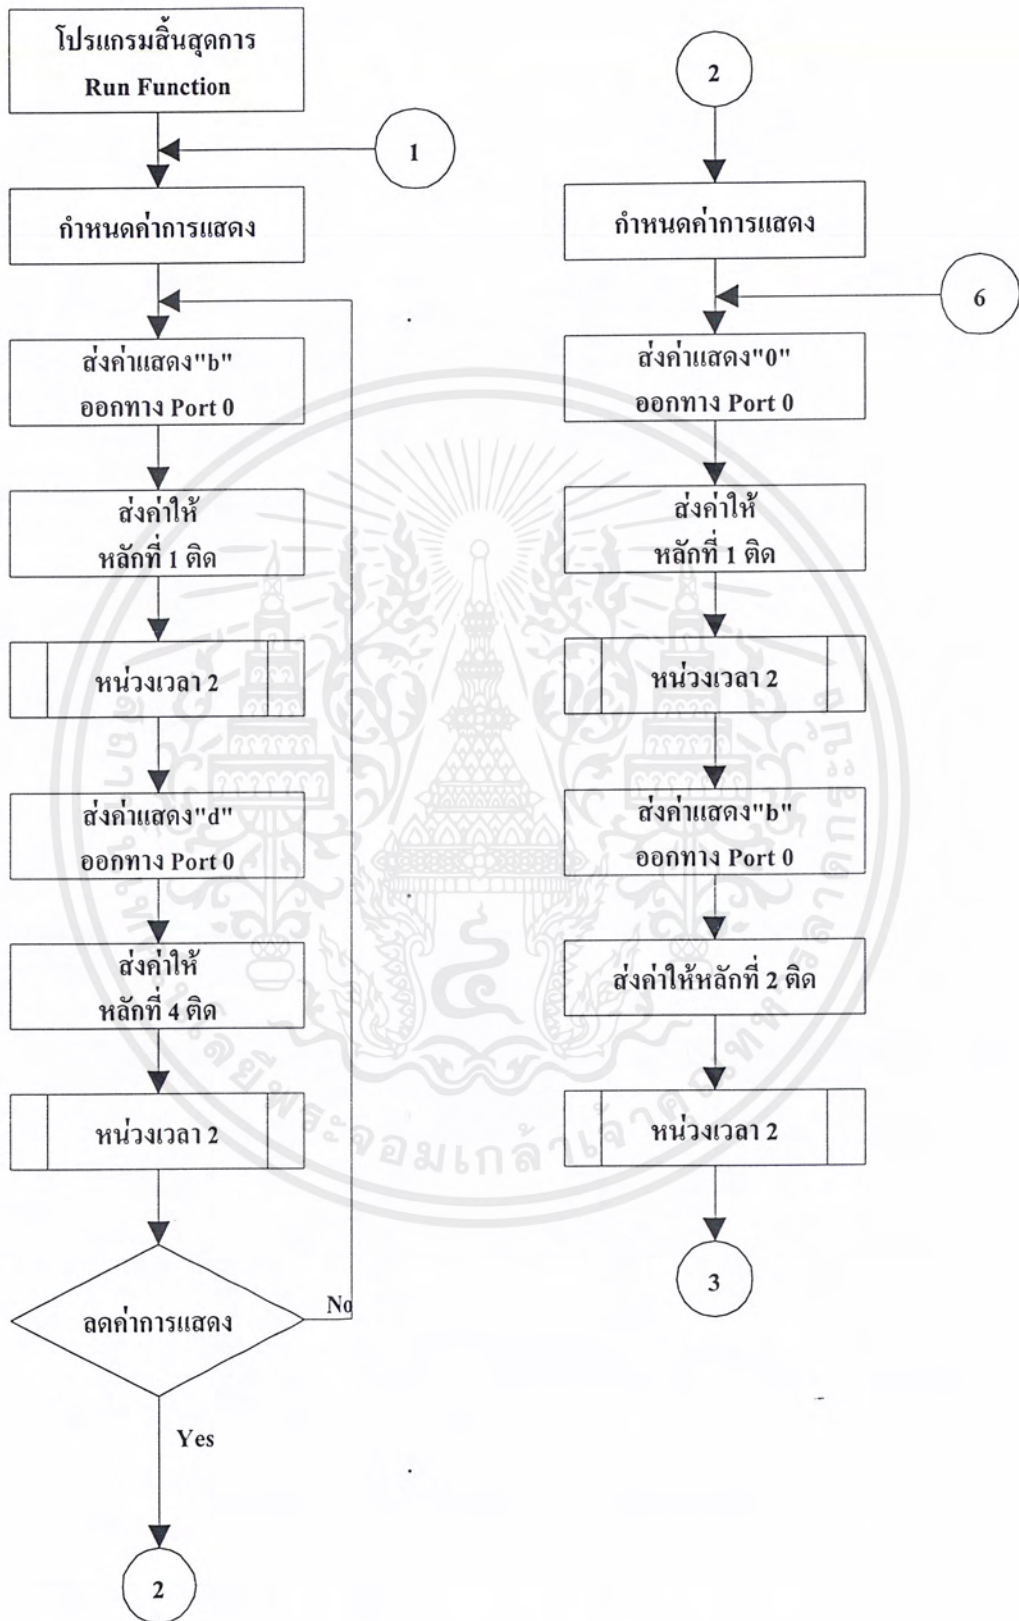 โปรแกรมสิ้นสุดการ
Run Function
1
กำหนดค่าการแสดง
ส่งค่าแสดง"b"
ออกทาง Port 0
ส่งค่าให้
หลักที่ 1 ติด
หน่วงเวลา 2
ส่งค่าแสดง"d"
ออกทาง Port 0
ส่งค่าให้
หลักที่ 4 ติด
หน่วงเวลา 2
ลดค่าการแสดง
No
Yes
2
2
กำหนดค่าการแสดง
6
ส่งค่าแสดง"0"
ออกทาง Port 0
ส่งค่าให้
หลักที่ 1 ติด
หน่วงเวลา 2
ส่งค่าแสดง"b"
ออกทาง Port 0
ส่งค่าให้หลักที่ 2 ติด
หน่วงเวลา 2
3